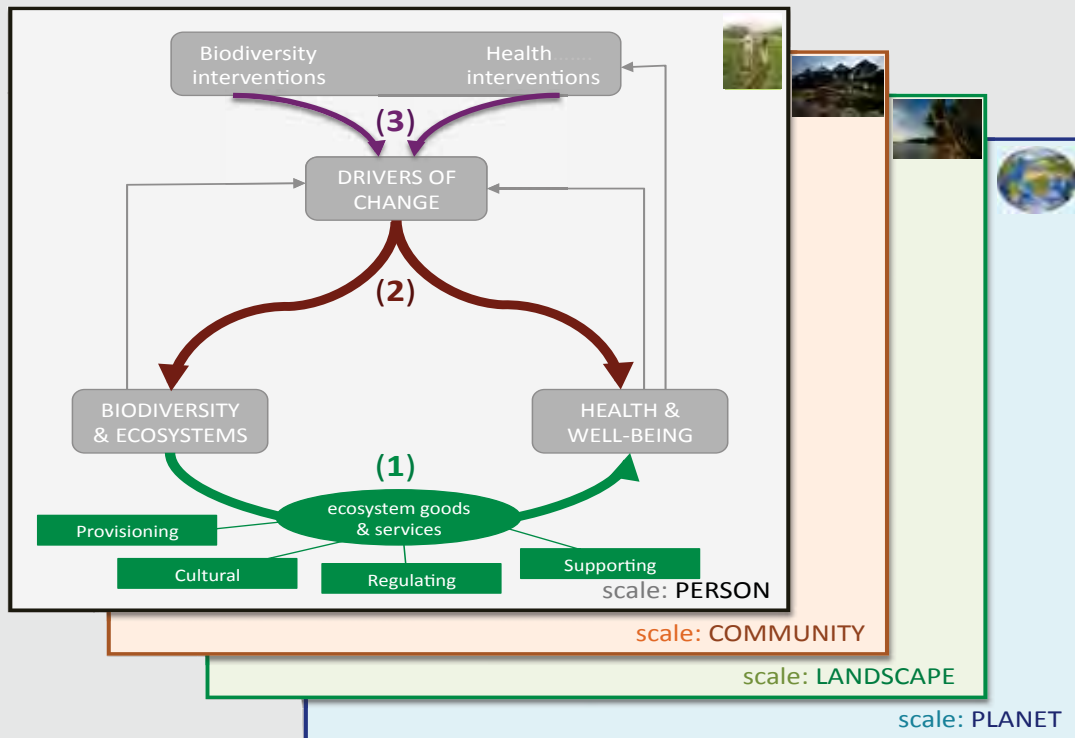 Biodiversity
interventions
Health
interventions
(3)
DRIVERS OF
CHANGE
(2)
BIODIVERSITY
& ECOSYSTEMS
HEALTH &
WELL-BEING
(1)
ecosystem goods
& services
Provisioning
Cultural
Regulating
Supporting
scale: PERSON
scale: COMMUNITY
scale: LANDSCAPE
scale: PLANET